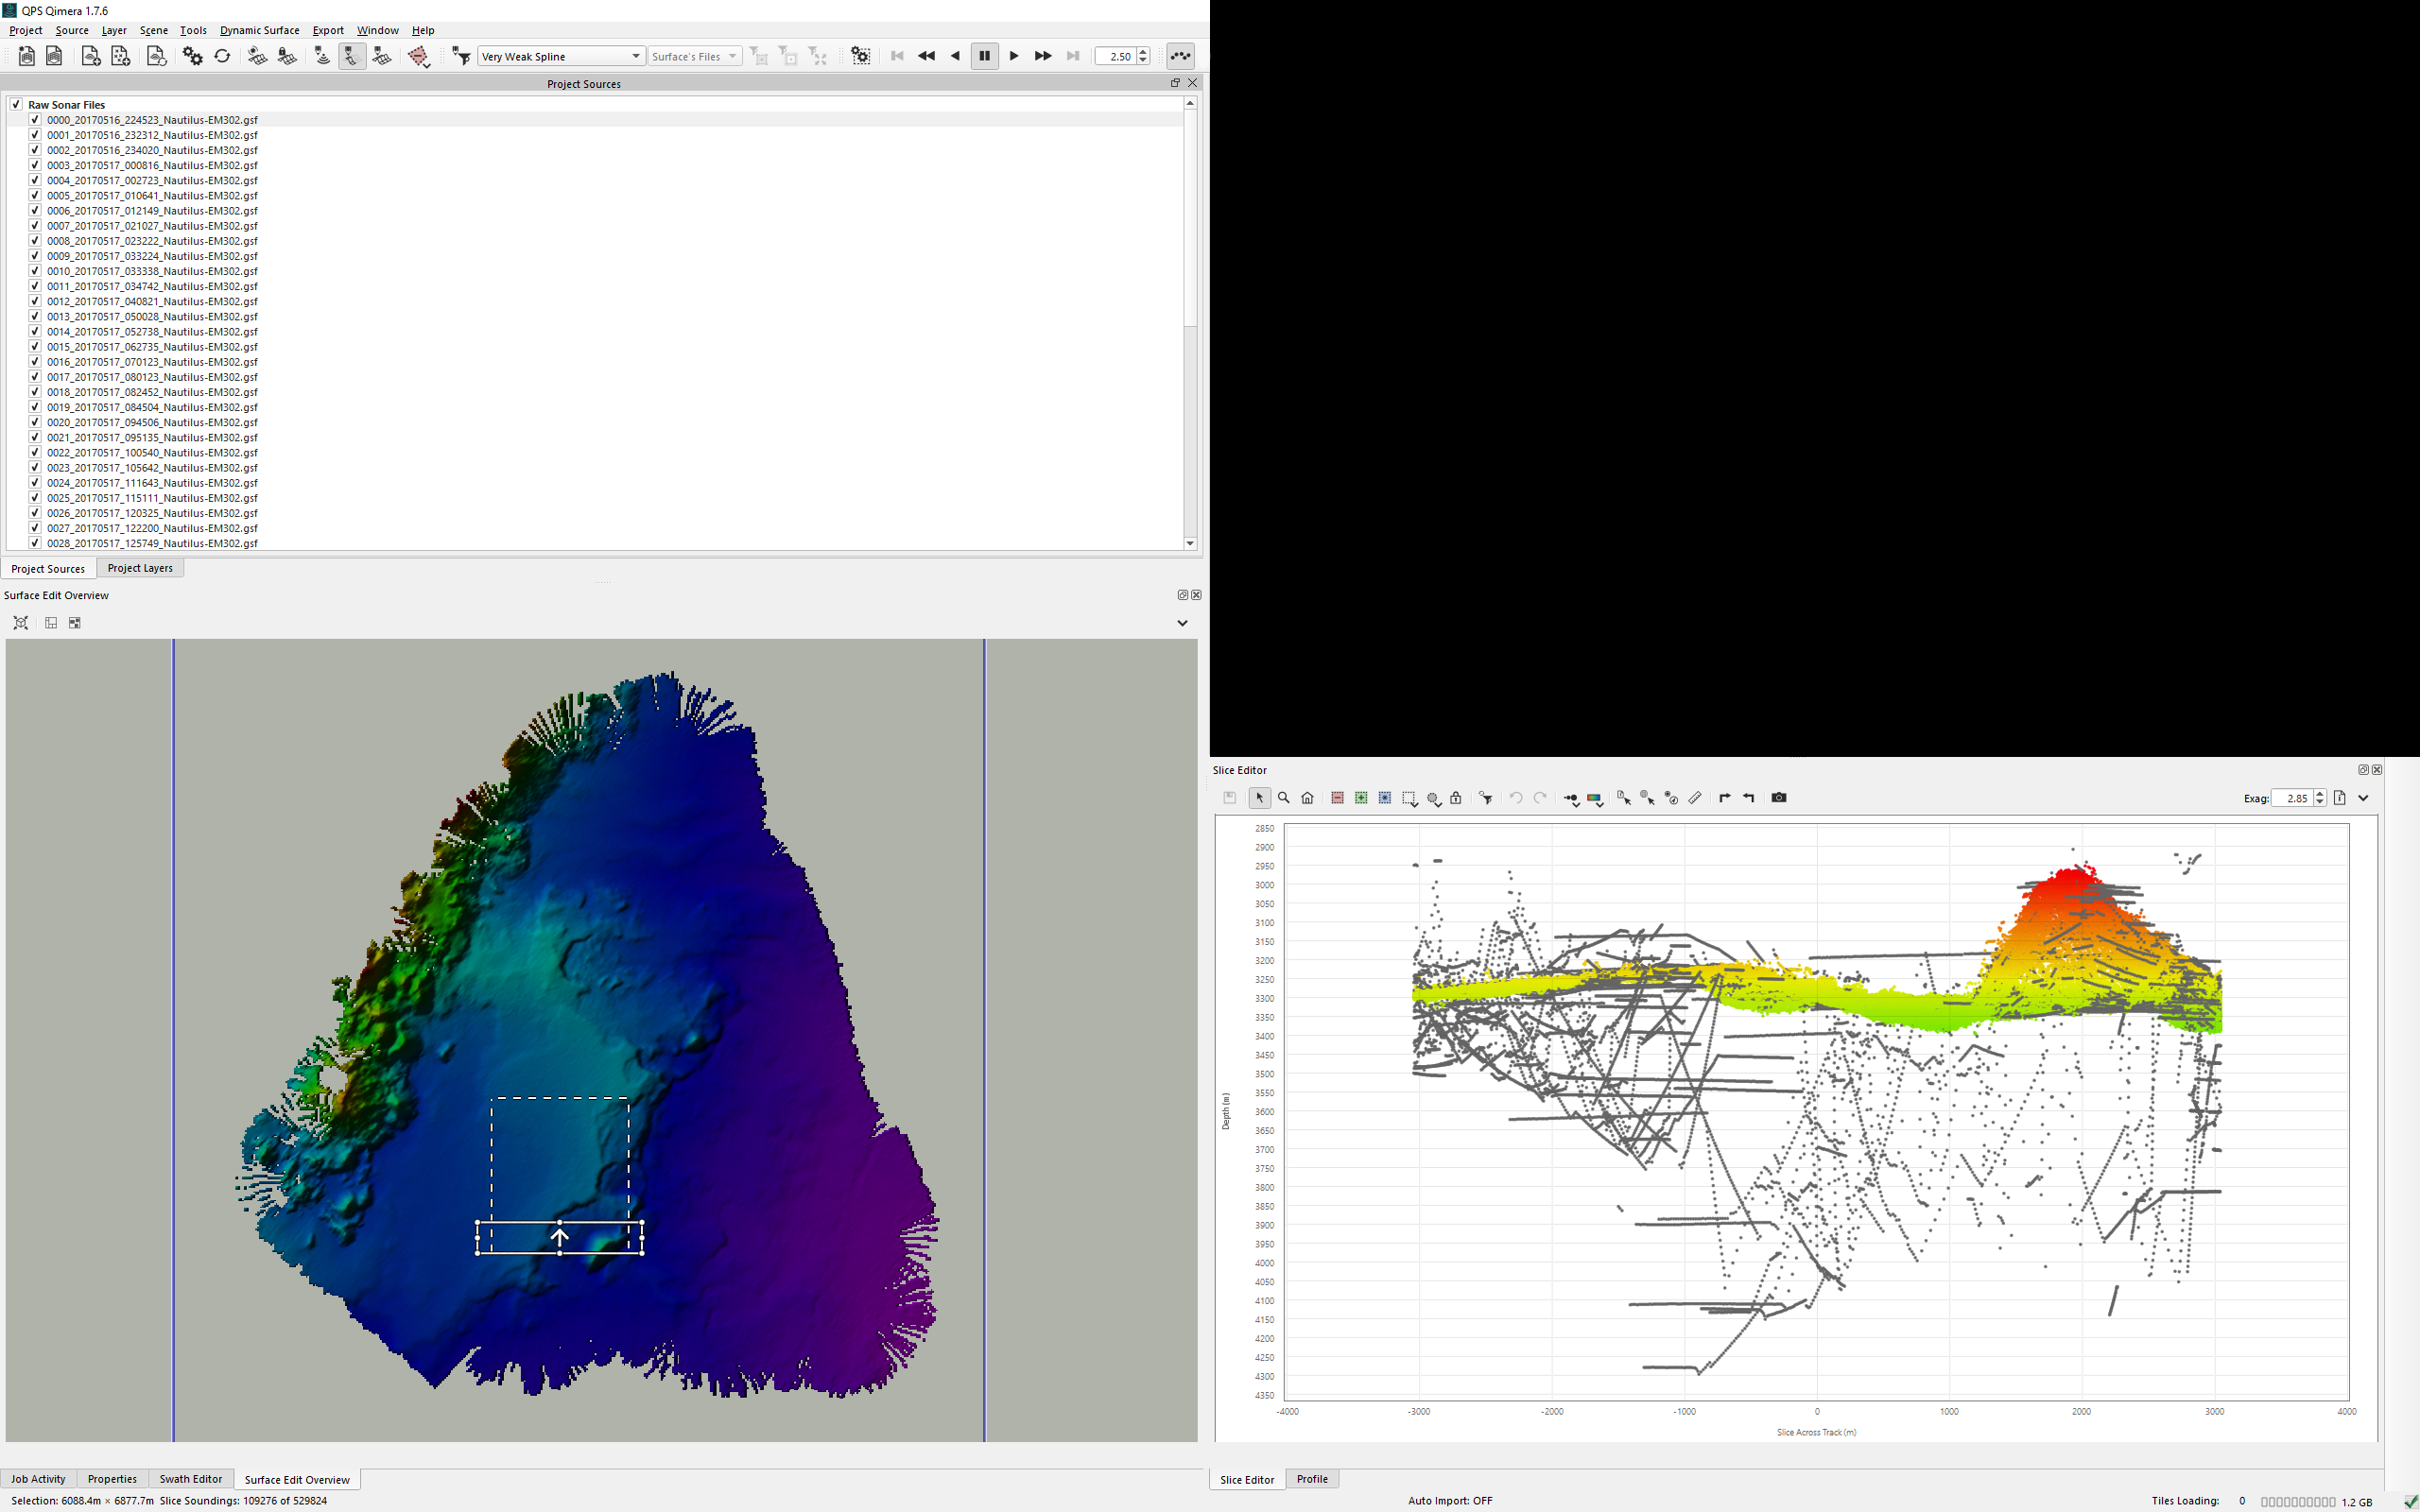 QPS Qimera 1.7.6
Project Source Layer Scene Tools Dynamic Surface Export Window Help
Very Weak Spline Surface's Files 2.50
Project Sources
Raw Sonar Files
0000_20170516_224523_Nautilus-EM302.gsf
0001_20170516_232312_Nautilus-EM302.gsf
0002_20170516_234020_Nautilus-EM302.gsf
0003_20170517_000816_Nautilus-EM302.gsf
0004_20170517_002723_Nautilus-EM302.gsf
0005_20170517_010641_Nautilus-EM302.gsf
0006_20170517_012149_Nautilus-EM302.gsf
0007_20170517_021027_Nautilus-EM302.gsf
0008_20170517_023222_Nautilus-EM302.gsf
0009_20170517_033224_Nautilus-EM302.gsf
0010_20170517_033338_Nautilus-EM302.gsf
0011_20170517_034742_Nautilus-EM302.gsf
0012_20170517_040821_Nautilus-EM302.gsf
0013_20170517_050028_Nautilus-EM302.gsf
0014_20170517_052738_Nautilus-EM302.gsf
0015_20170517_062735_Nautilus-EM302.gsf
0016_20170517_070123_Nautilus-EM302.gsf
0017_20170517_080123_Nautilus-EM302.gsf
0018_20170517_082452_Nautilus-EM302.gsf
0019_20170517_084504_Nautilus-EM302.gsf
0020_20170517_094506_Nautilus-EM302.gsf
0021_20170517_095135_Nautilus-EM302.gsf
0022_20170517_100540_Nautilus-EM302.gsf
0023_20170517_105642_Nautilus-EM302.gsf
0024_20170517_111643_Nautilus-EM302.gsf
0025_20170517_115111_Nautilus-EM302.gsf
0026_20170517_120325_Nautilus-EM302.gsf
0027_20170517_122200_Nautilus-EM302.gsf
0028_20170517_125749_Nautilus-EM302.gsf
Project Sources Project Layers
Surface Edit Overview
Job Activity Properties Swath Editor Surface Edit Overview
Selection: 6088.4m × 6877.7m Slice Soundings: 109276 of 529824
Slice Editor
Exag: 2.85
2850
2900
2950
3000
3050
3100
3150
3200
3250
3300
3350
3400
3450
3500
3550
3600
3650
3700
3750
3800
3850
3900
3950
4000
4050
4100
4150
4200
4250
4300
4350
Depth (m)
-4000 -3000 -2000 -1000 0 1000 2000 3000 4000
Slice Across Track (m)
Slice Editor Profile
Auto Import: OFF
Tiles Loading: 0 1.2 GB